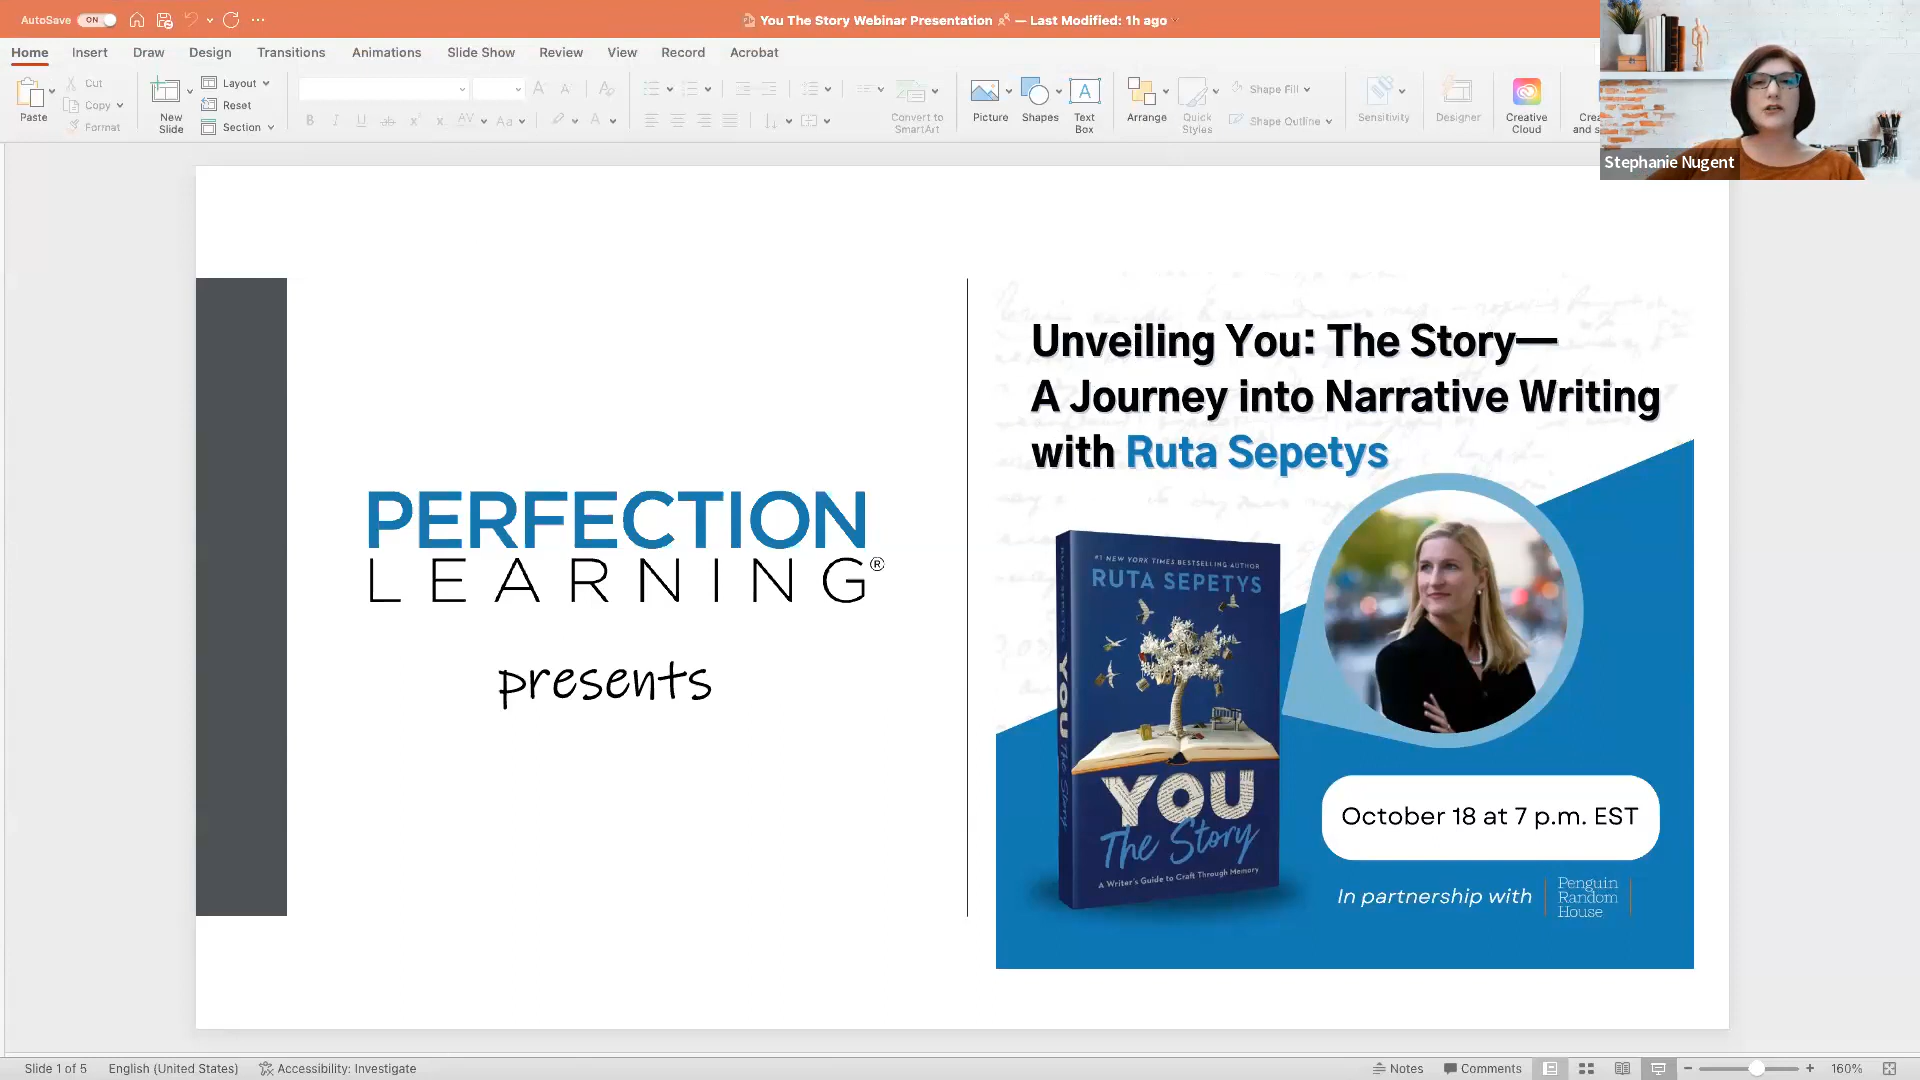 AutoSave ON
You The Story Webinar Presentation — Last Modified: 1h ago
Home Insert Draw Design Transitions Animations Slide Show Review View Record Acrobat
Paste
Cut
Copy
Format
New
Slide
Layout
Reset
Section
Convert to
SmartArt
Picture
Shapes
Text
Box
Arrange
Quick
Styles
Shape Fill
Shape Outline
Sensitivity
Designer
Creative
Cloud
Stephanie Nugent
PERFECTION
LEARNING®
presents
Unveiling You: The Story—
A Journey into Narrative Writing
with Ruta Sepetys
#1 NEW YORK TIMES BESTSELLING AUTHOR
RUTA SEPETYS
YOU
The Story
A Writer's Guide to Craft Through Memory
RUTA SEPETYS YOU The Story
October 18 at 7 p.m. EST
In partnership with
Penguin
Random
House
Slide 1 of 5 English (United States) Accessibility: Investigate Notes Comments 160%